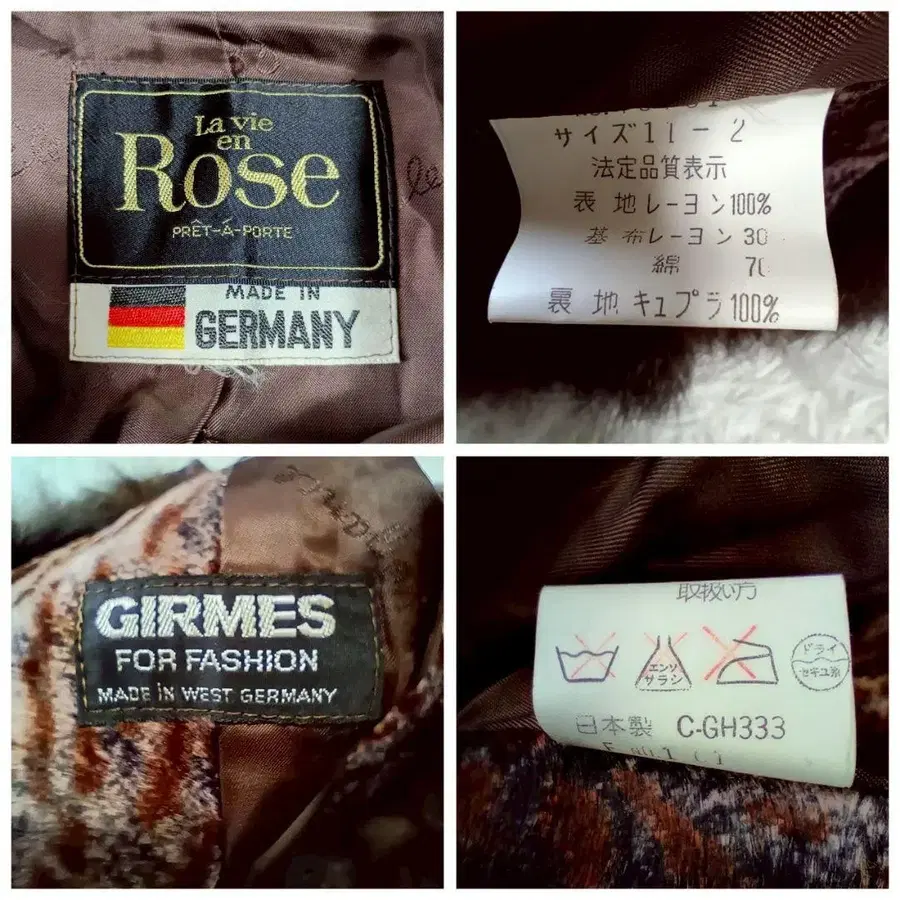 La vie
en
Rose
PRÊT-À-PORTE
MADE IN
GERMANY
サイズ11-2
法定品質表示
表地レーヨン100%
基布レーヨン30
綿
裏地キュプラ100%
GIRMES
FOR FASHION
MADE IN WEST GERMANY
取扱い方
エンソ
サラシ
ドライ
セキユ系
日本製 C-GH333